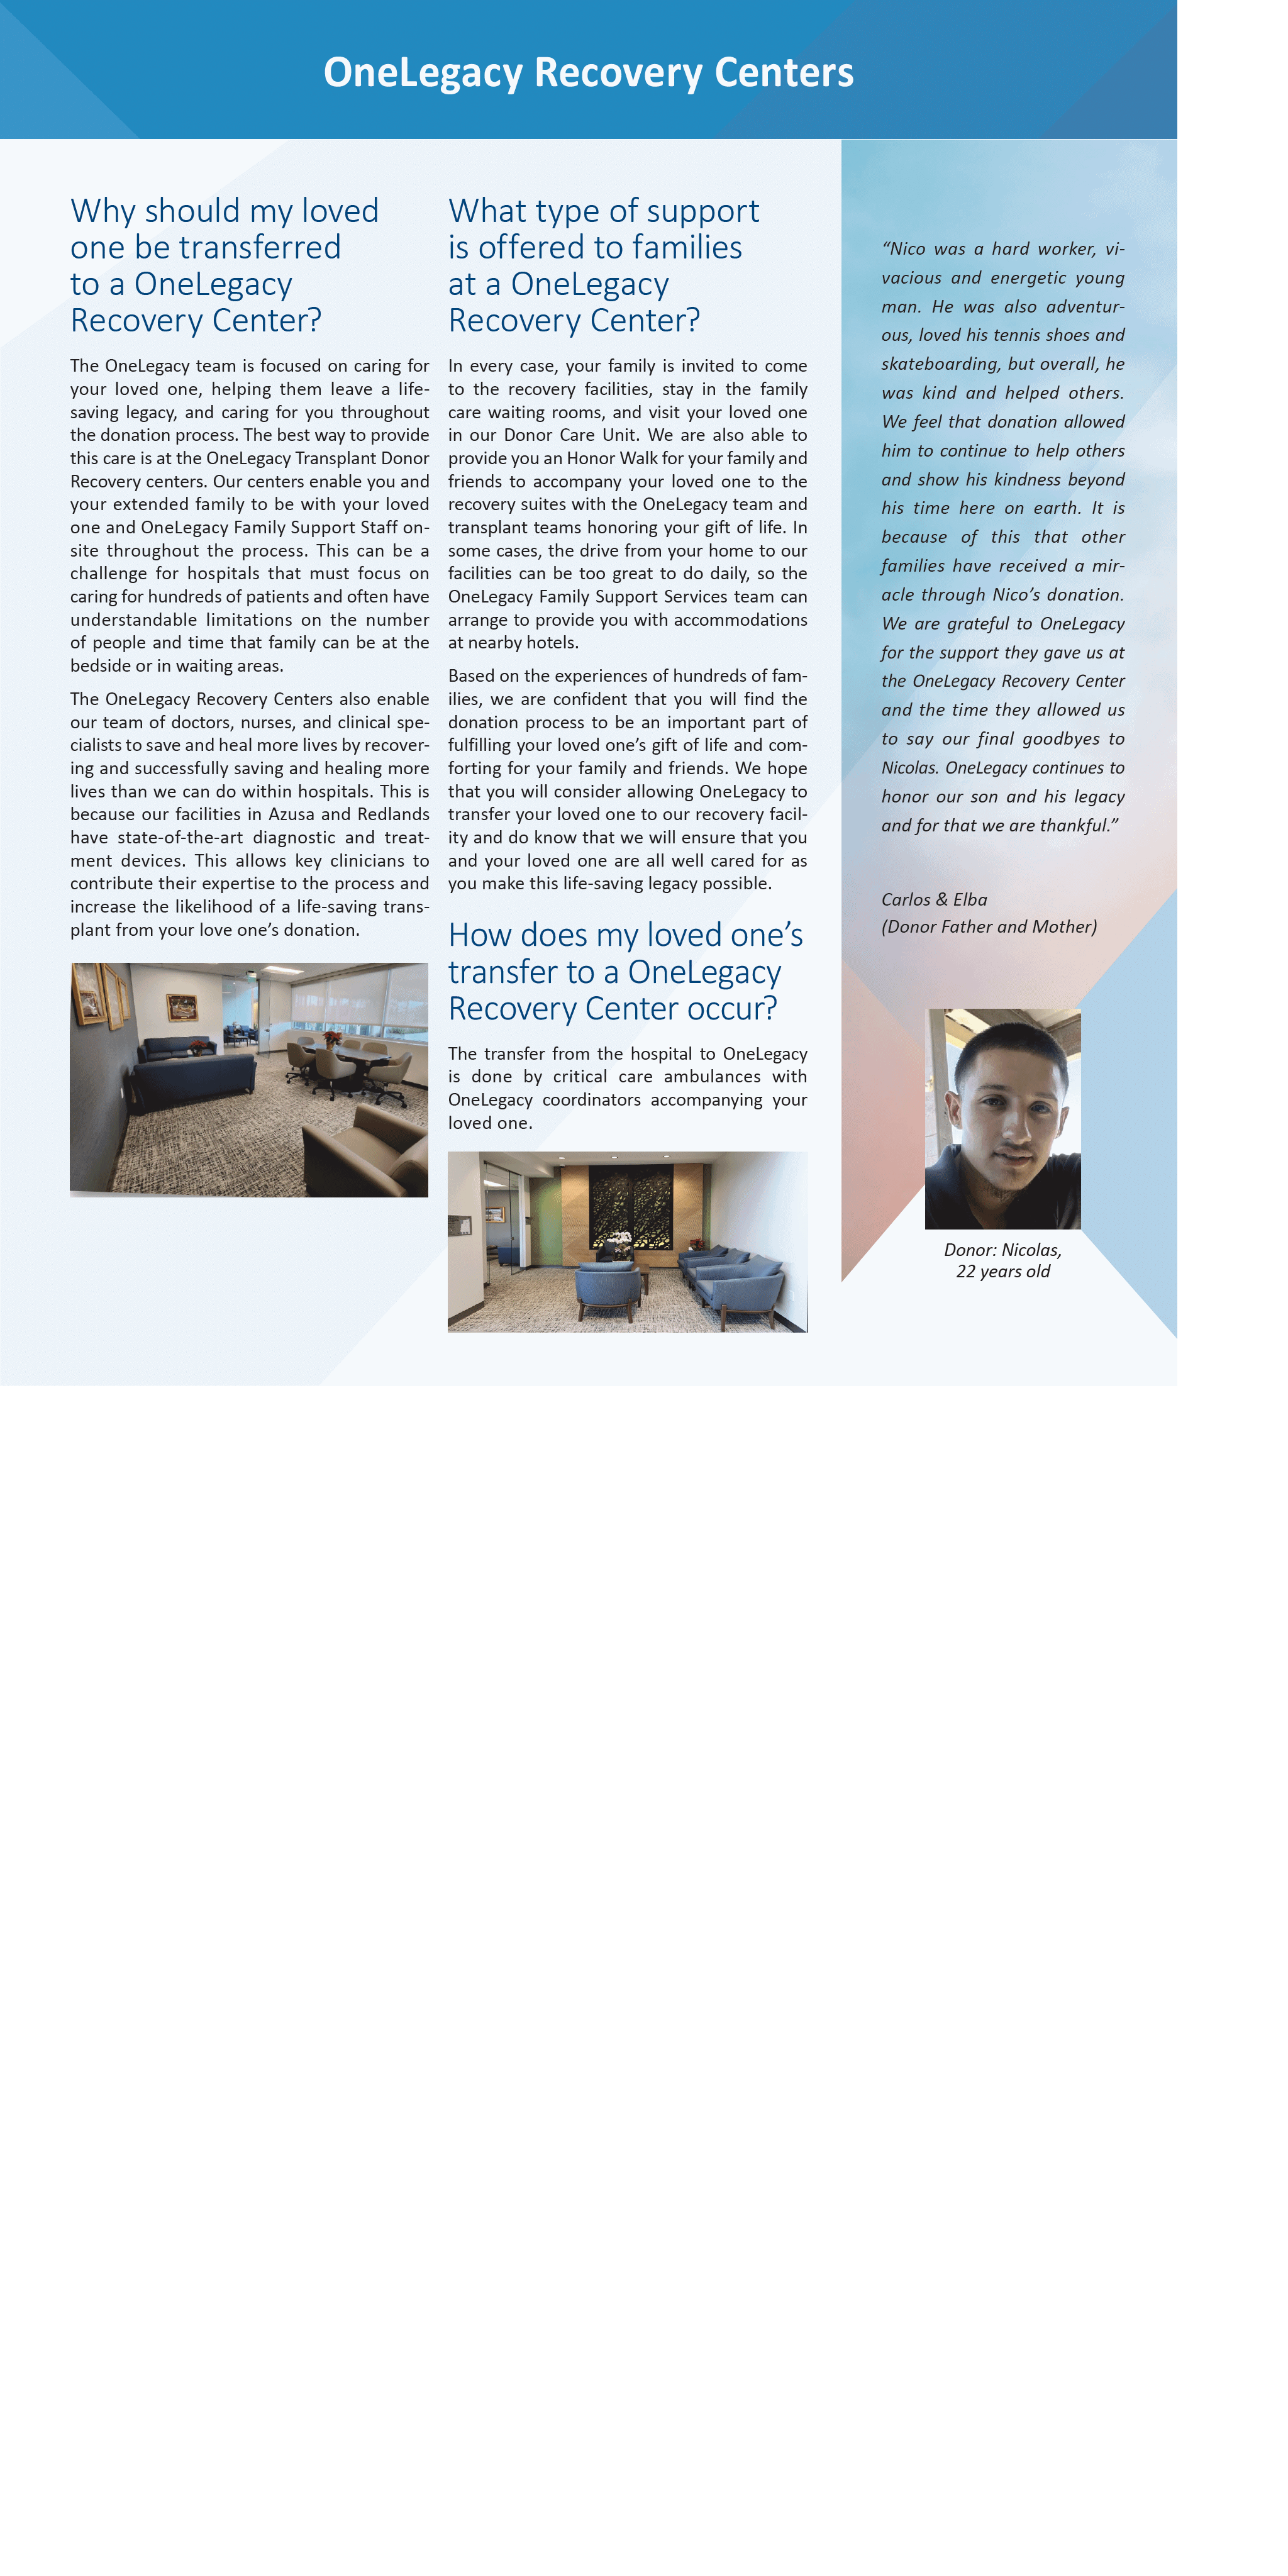 OneLegacy Recovery Centers
Why should my loved
one be transferred
to a OneLegacy
Recovery Center?
The OneLegacy team is focused on caring for
your loved one, helping them leave a life-
saving legacy, and caring for you throughout
the donation process. The best way to provide
this care is at the OneLegacy Transplant Donor
Recovery centers. Our centers enable you and
your extended family to be with your loved
one and OneLegacy Family Support Staff on-
site throughout the process. This can be a
challenge for hospitals that must focus on
caring for hundreds of patients and often have
understandable limitations on the number
of people and time that family can be at the
bedside or in waiting areas.
The OneLegacy Recovery Centers also enable
our team of doctors, nurses, and clinical spe-
cialists to save and heal more lives by recover-
ing and successfully saving and healing more
lives than we can do within hospitals. This is
because our facilities in Azusa and Redlands
have state-of-the-art diagnostic and treat-
ment devices. This allows key clinicians to
contribute their expertise to the process and
increase the likelihood of a life-saving trans-
plant from your love one’s donation.
What type of support
is offered to families
at a OneLegacy
Recovery Center?
In every case, your family is invited to come
to the recovery facilities, stay in the family
care waiting rooms, and visit your loved one
in our Donor Care Unit. We are also able to
provide you an Honor Walk for your family and
friends to accompany your loved one to the
recovery suites with the OneLegacy team and
transplant teams honoring your gift of life. In
some cases, the drive from your home to our
facilities can be too great to do daily, so the
OneLegacy Family Support Services team can
arrange to provide you with accommodations
at nearby hotels.
Based on the experiences of hundreds of fam-
ilies, we are confident that you will find the
donation process to be an important part of
fulfilling your loved one’s gift of life and com-
forting for your family and friends. We hope
that you will consider allowing OneLegacy to
transfer your loved one to our recovery facil-
ity and do know that we will ensure that you
and your loved one are all well cared for as
you make this life-saving legacy possible.
How does my loved one’s
transfer to a OneLegacy
Recovery Center occur?
The transfer from the hospital to OneLegacy
is done by critical care ambulances with
OneLegacy coordinators accompanying your
loved one.
“Nico was a hard worker, vi-
vacious and energetic young
man. He was also adventur-
ous, loved his tennis shoes and
skateboarding, but overall, he
was kind and helped others.
We feel that donation allowed
him to continue to help others
and show his kindness beyond
his time here on earth. It is
because of this that other
families have received a mir-
acle through Nico’s donation.
We are grateful to OneLegacy
for the support they gave us at
the OneLegacy Recovery Center
and the time they allowed us
to say our final goodbyes to
Nicolas. OneLegacy continues to
honor our son and his legacy
and for that we are thankful.”
Carlos & Elba
(Donor Father and Mother)
Donor: Nicolas,
22 years old